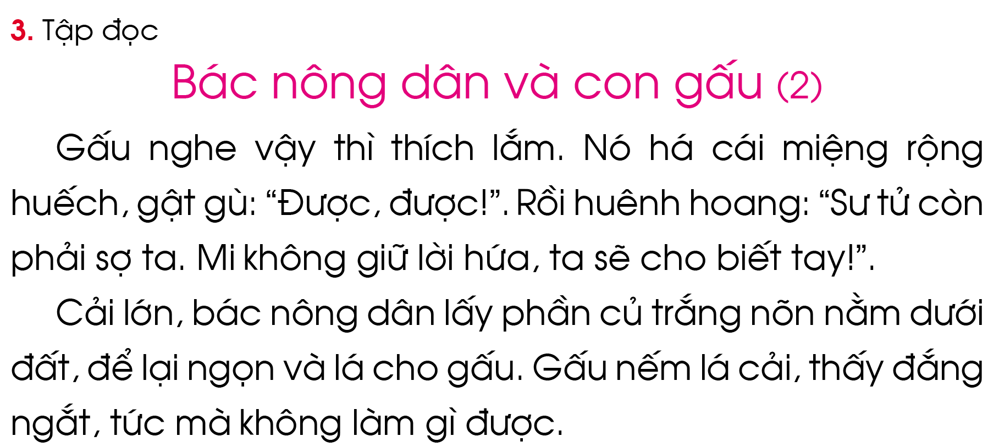 3. Tập đọc
Bác nông dân và con gấu (2)
Gấu nghe vậy thì thích lắm. Nó há cái miệng rộng
huếch, gật gù: “Được, được!”. Rồi huênh hoang: “Sư tử còn
phải sợ ta. Mi không giữ lời hứa, ta sẽ cho biết tay!”.
Cải lớn, bác nông dân lấy phần củ trắng nõn nằm dưới
đất, để lại ngọn và lá cho gấu. Gấu nếm lá cải, thấy đắng
ngắt, tức mà không làm gì được.